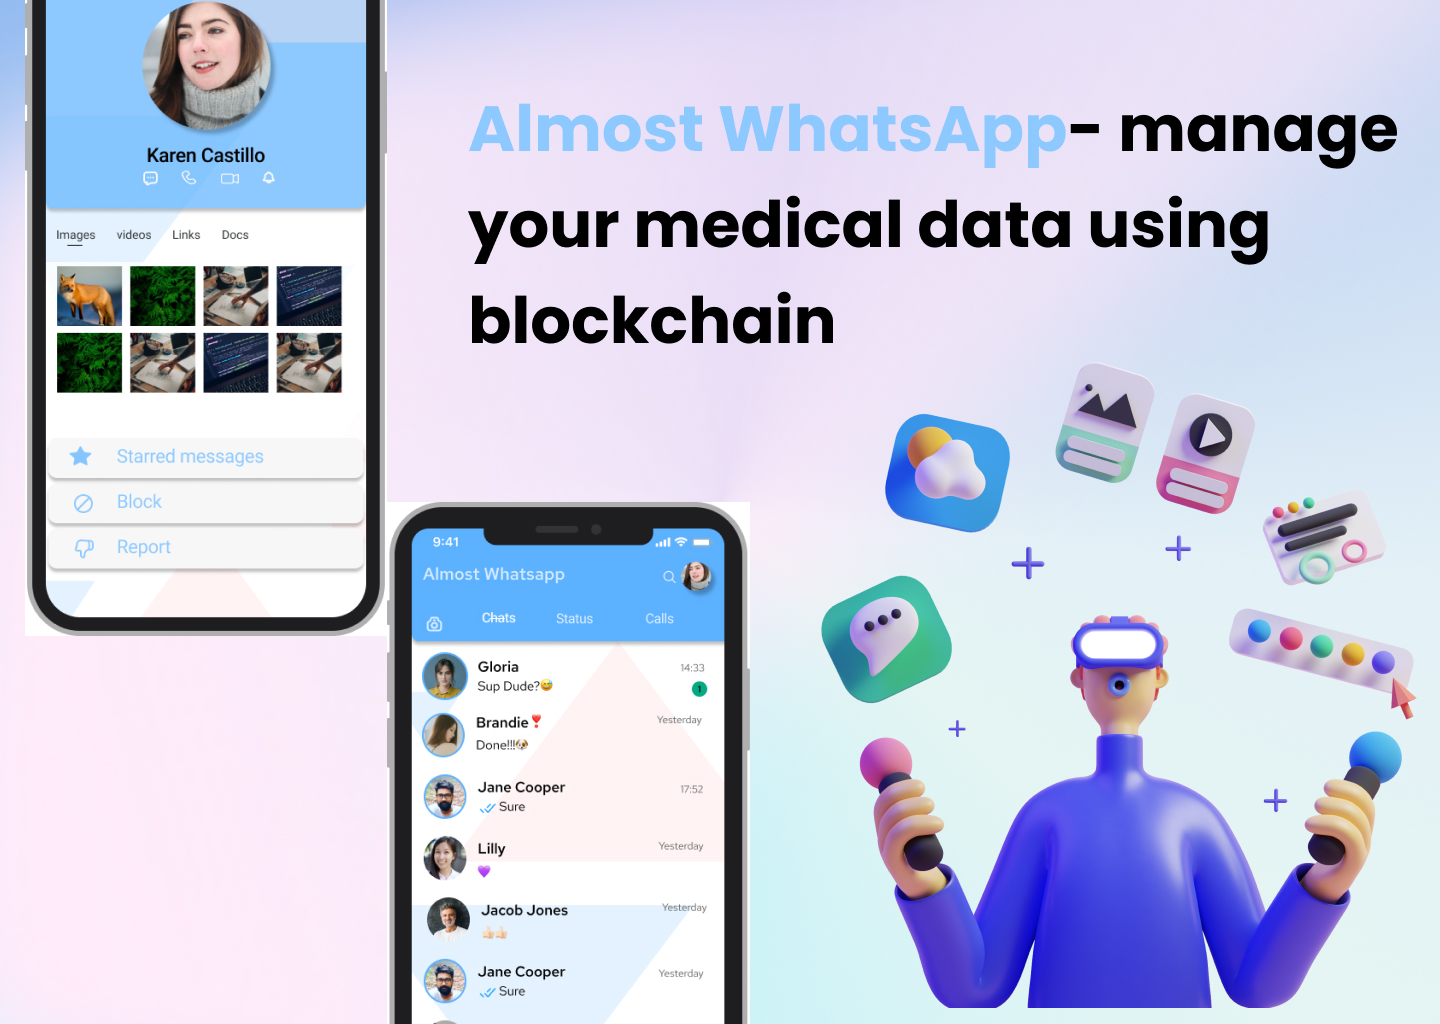 Almost WhatsApp- manage
your medical data using
blockchain
Karen Castillo
Images videos Links Docs
Starred messages
Block
Report
9:41
Almost Whatsapp
Chats Status Calls
Gloria 14:33
Sup Dude?😅 1
Brandie❣️ Yesterday
Done!!!🐶
Jane Cooper 17:52
Sure
Lilly Yesterday
💜
Jacob Jones Yesterday
👍🏻👍🏻
Jane Cooper Yesterday
Sure